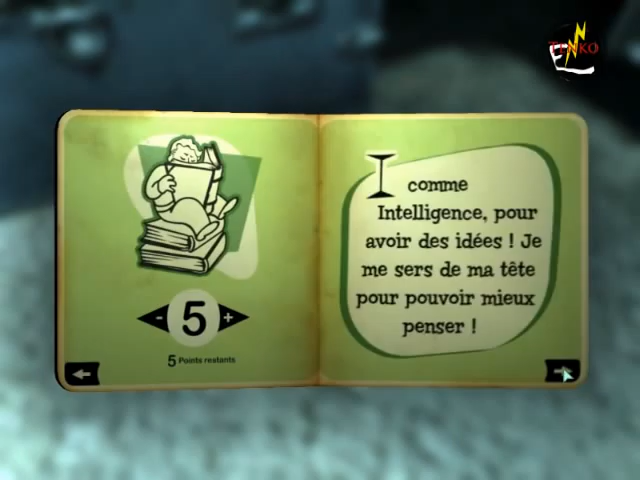 TENKO
I comme
Intelligence, pour
avoir des idées ! Je
me sers de ma tête
pour pouvoir mieux
penser !
- 5 +
5 Points restants